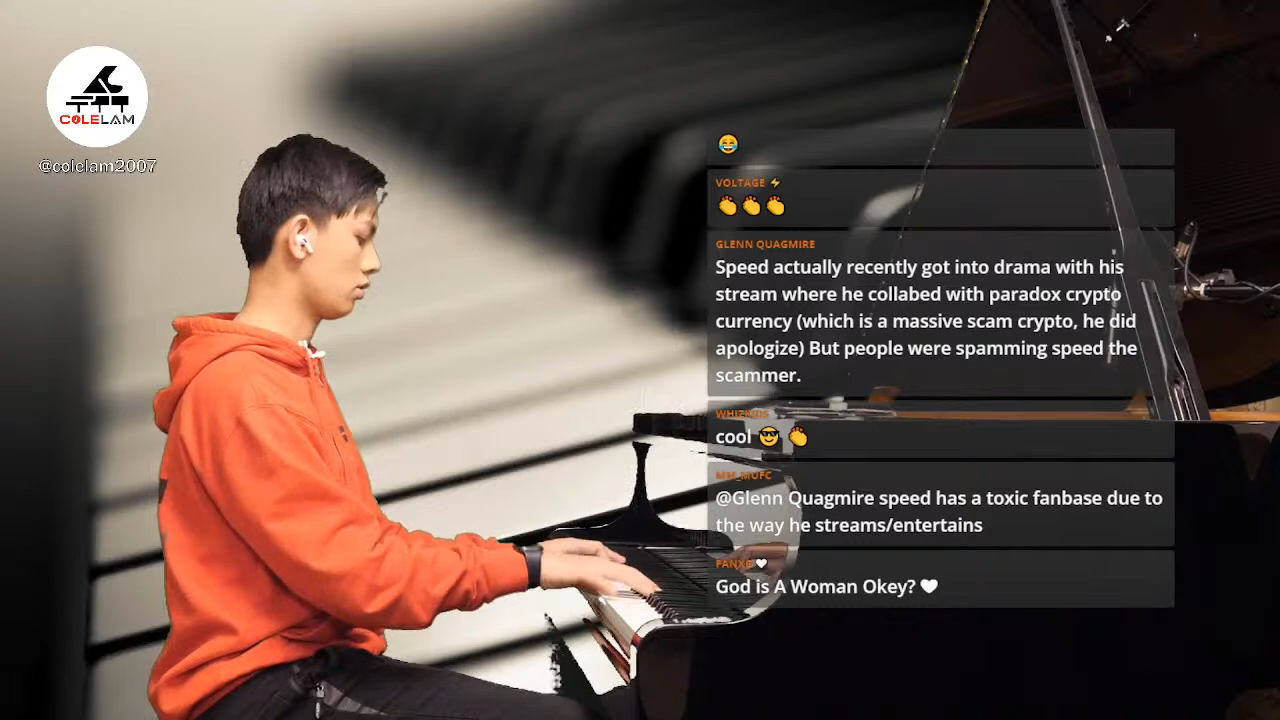 COLELAM
@colelam2007
😂
VOLTAGE ⚡
👏👏👏
GLENN QUAGMIRE
Speed actually recently got into drama with his
stream where he collabed with paradox crypto
currency (which is a massive scam crypto, he did
apologize) But people were spamming speed the
scammer.
cool 😎 👏
MM_MUFC
@Glenn Quagmire speed has a toxic fanbase due to
the way he streams/entertains
God is A Woman Okey? 🤍